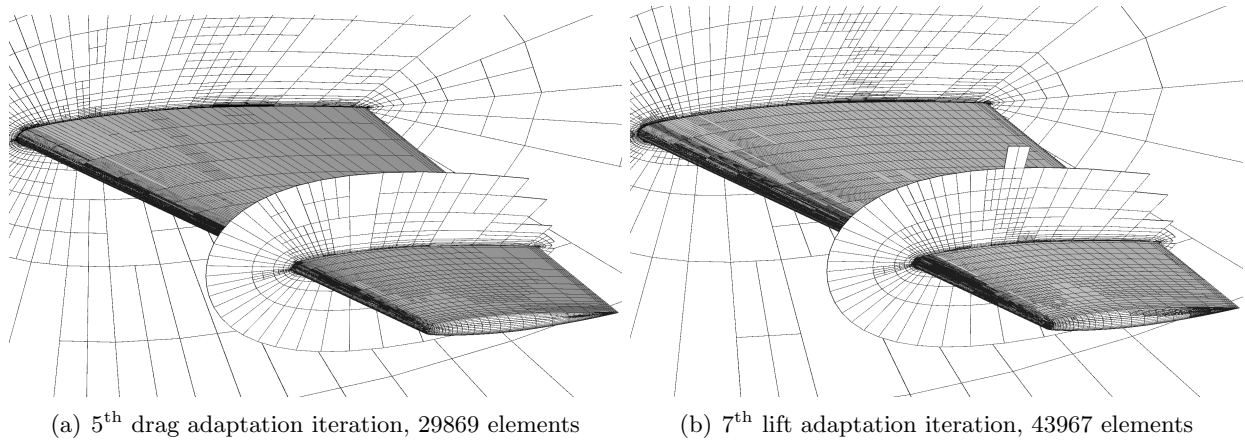 (a) 5th drag adaptation iteration, 29869 elements
(b) 7th lift adaptation iteration, 43967 elements